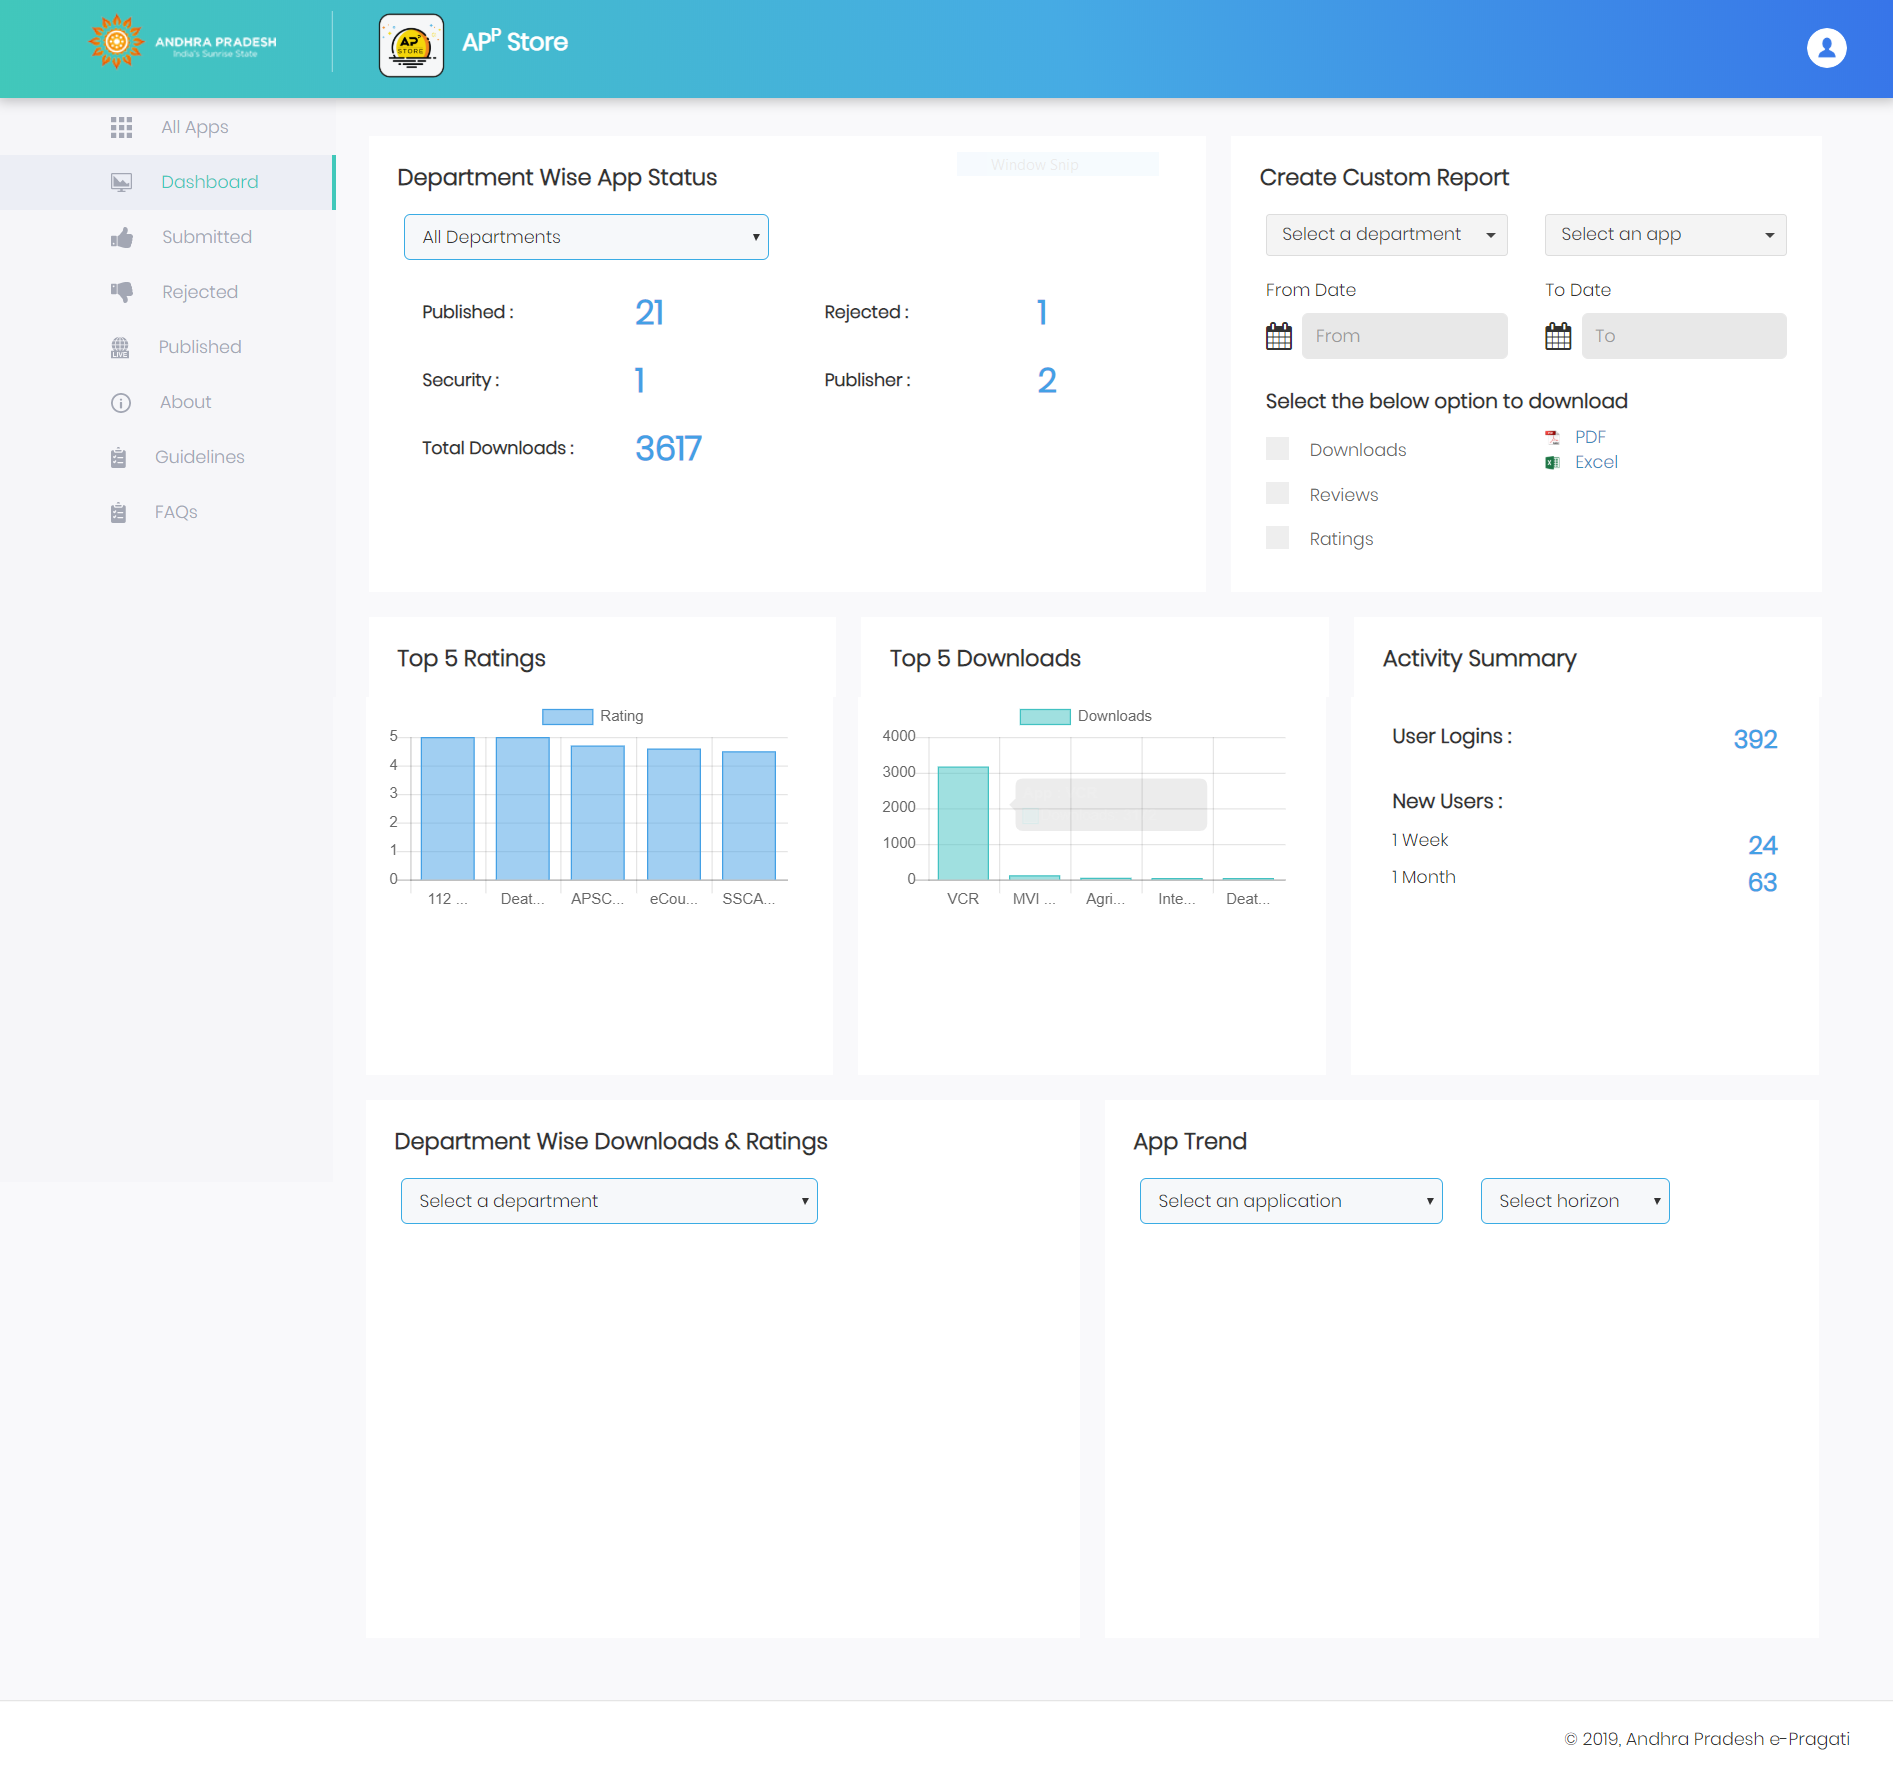 ANDHRA PRADESH
India's Sunrise State
AP STORE
APP Store
All Apps
Dashboard
Submitted
Rejected
LIVE
Published
About
Guidelines
FAQs
Department Wise App Status
Window Snip
All Departments
Published : 21 Rejected : 1
Security : 1 Publisher : 2
Total Downloads : 3617
Create Custom Report
Select a department Select an app
From Date To Date
From To
Select the below option to download
Downloads
Reviews
Ratings
PDF
Excel
Top 5 Ratings
Rating
5
4
3
2
1
0
112 ... Deat... APSC... eCou... SSCA...
Top 5 Downloads
Downloads
4000
3000
2000
1000
0
VCR MVI ... Agri... Inte... Deat...
Activity Summary
User Logins : 392
New Users :
1 Week 24
1 Month 63
Department Wise Downloads & Ratings
Select a department
App Trend
Select an application Select horizon
© 2019, Andhra Pradesh e-Pragati